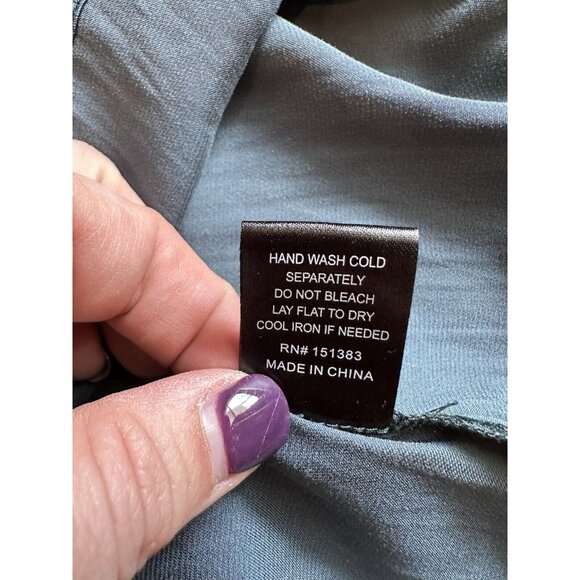 HAND WASH COLD
SEPARATELY
DO NOT BLEACH
LAY FLAT TO DRY
COOL IRON IF NEEDED
RN# 151383
MADE IN CHINA